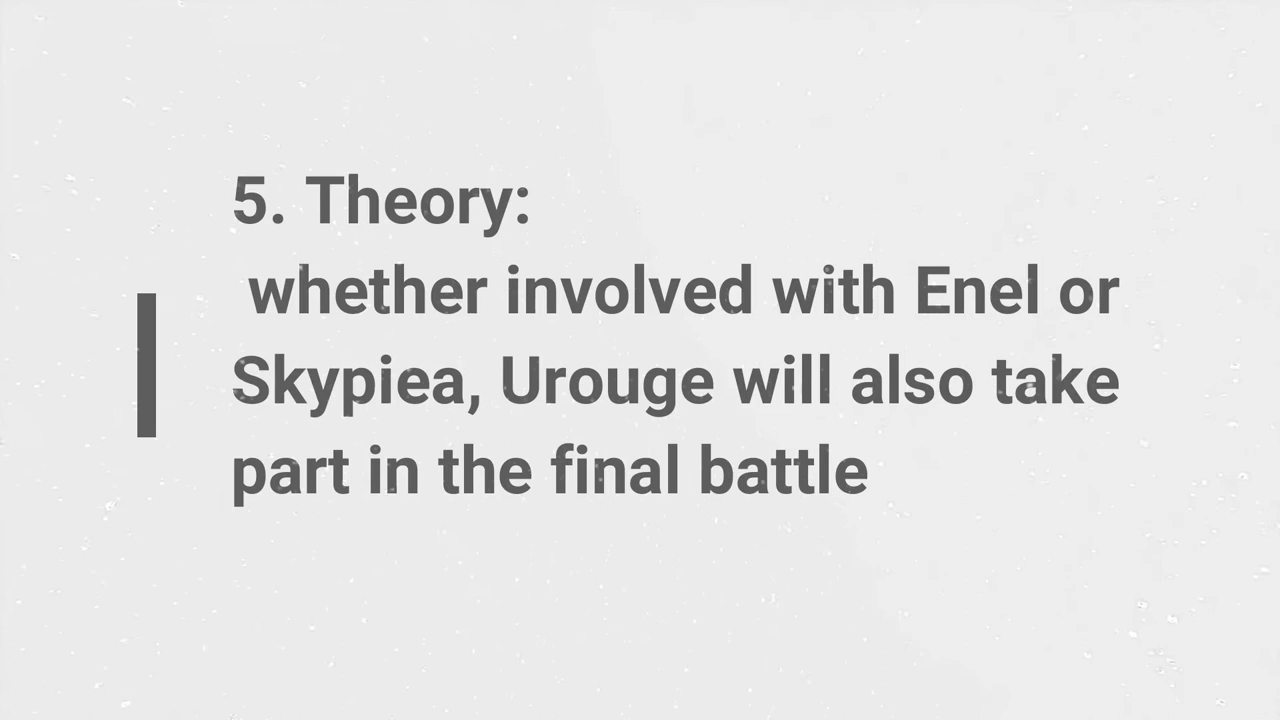 5. Theory:
whether involved with Enel or
Skypiea, Urouge will also take
part in the final battle